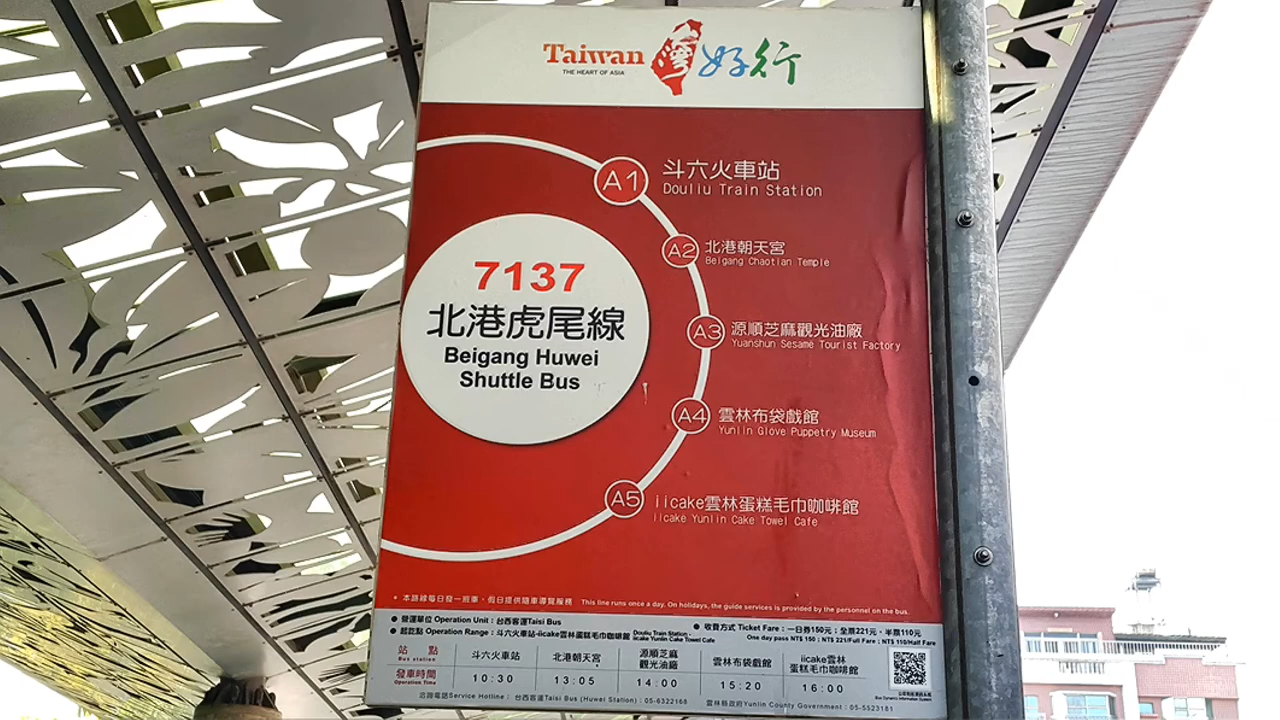 Taiwan 灣 好行
THE HEART OF ASIA
A1 斗六火車站
Douliu Train Station
A2 北港朝天宮
Beigang Chaotian Temple
7137
北港虎尾線
Beigang Huwei
Shuttle Bus
A3 源順芝麻觀光油廠
Yuanshun Sesame Tourist Factory
A4 雲林布袋戲館
Yunlin Glove Puppetry Museum
A5 iicake雲林蛋糕毛巾咖啡館
iicake Yunlin Cake Towel Cafe
* 本路線每日發一班車，假日提供隨車導覽服務 This line runs once a day. On holidays, the guide services is provided by the personnel on the bus.
● 營運單位 Operation Unit：台西客運Taisi Bus
● 收費方式 Ticket Fare：一日券150元；全票221元，半票110元
● 起訖點 Operation Range：斗六火車站-iicake雲林蛋糕毛巾咖啡館 Douliu Train Station - iicake Yunlin Cake Towel Cafe
One day pass NT$ 150；NT$ 221/Full Fare；NT$ 110/Half Fare
站點 Bus station 斗六火車站 北港朝天宮 源順芝麻觀光油廠 雲林布袋戲館 iicake雲林蛋糕毛巾咖啡館
發車時間 Operation Time 10:30 13:05 14:00 15:20 16:00
洽詢電話Service Hotline：台西客運Taisi Bus (Huwei Station)：05-6322168 雲林縣政府Yunlin County Government：05-5523181